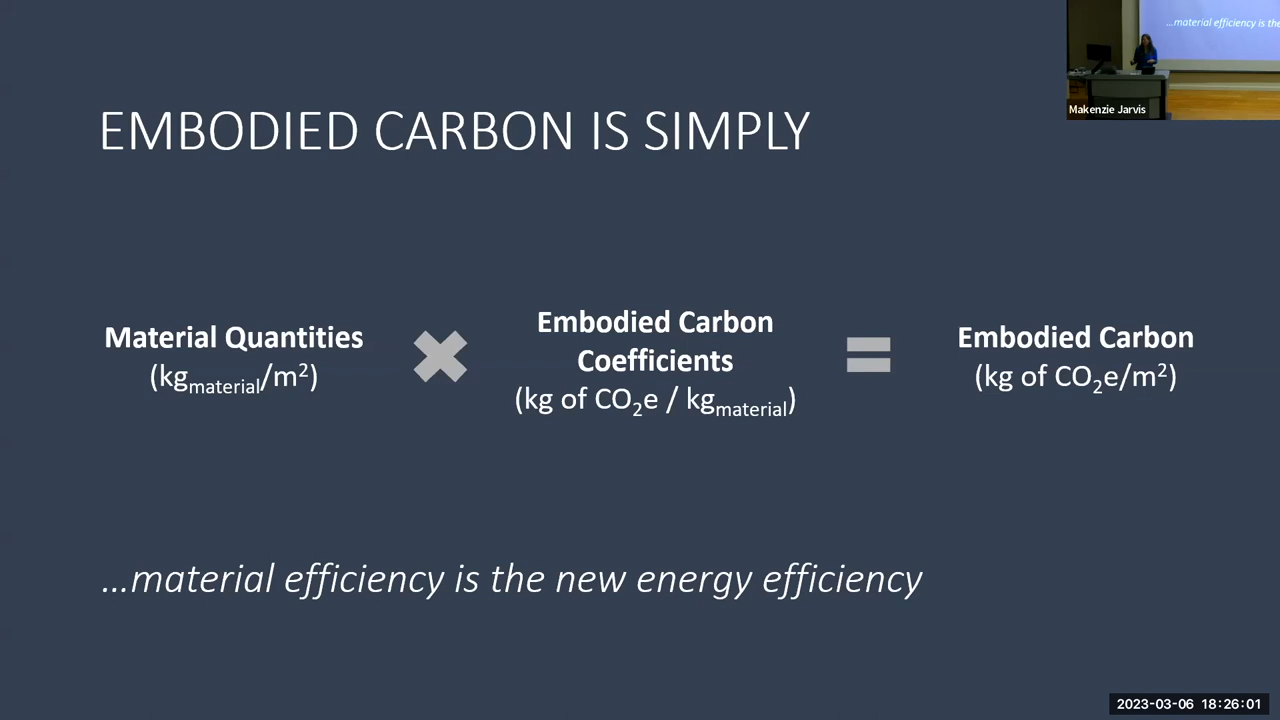 ...material efficiency is the
Makenzie Jarvis
EMBODIED CARBON IS SIMPLY
Material Quantities
(kgmaterial/m²)
Embodied Carbon
Coefficients
(kg of CO₂e / kgmaterial)
Embodied Carbon
(kg of CO₂e/m²)
...material efficiency is the new energy efficiency
2023-03-06 18:26:01